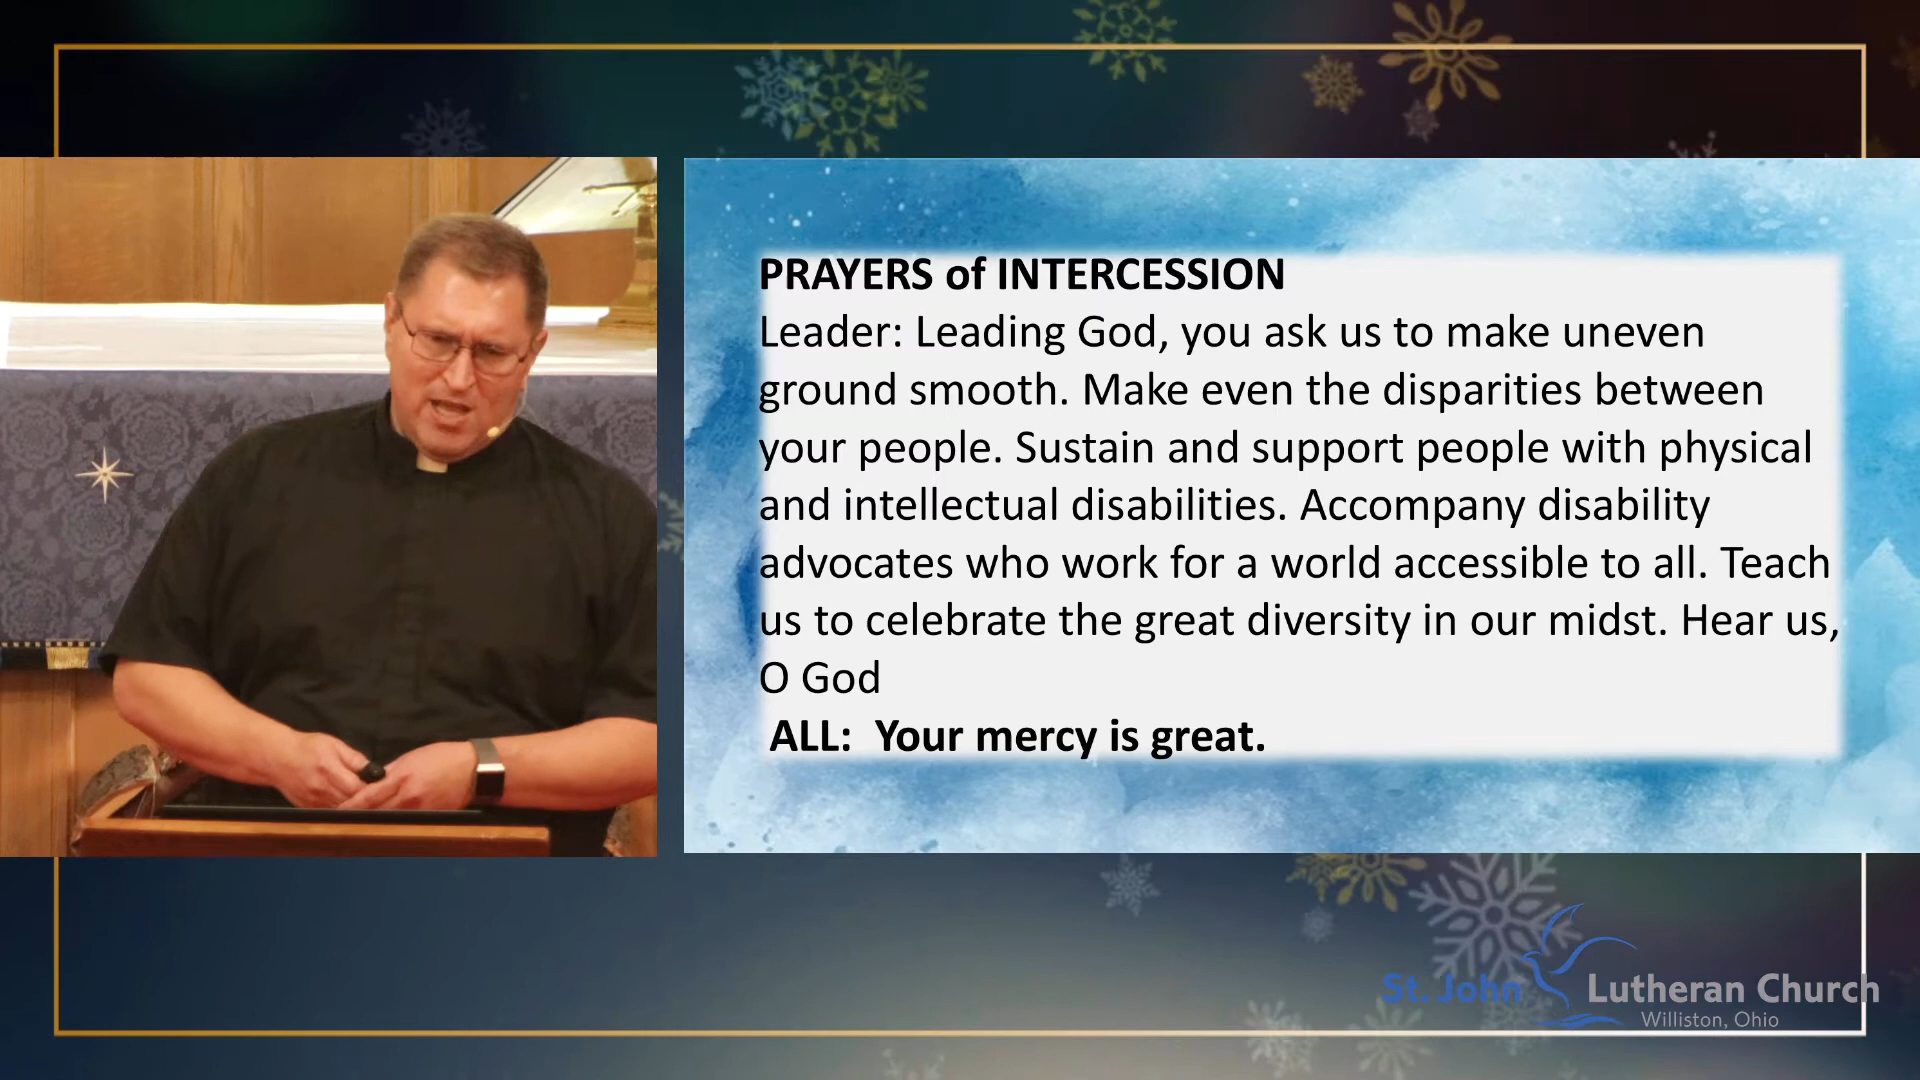 PRAYERS of INTERCESSION
Leader: Leading God, you ask us to make uneven
ground smooth. Make even the disparities between
your people. Sustain and support people with physical
and intellectual disabilities. Accompany disability
advocates who work for a world accessible to all. Teach
us to celebrate the great diversity in our midst. Hear us,
O God
ALL:  Your mercy is great.
St. John Lutheran Church
Williston, Ohio